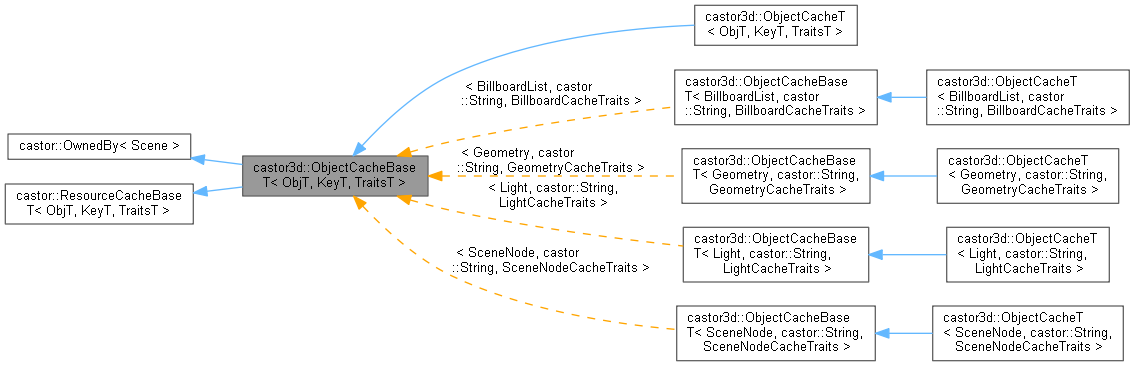 castor3d::ObjectCacheT
< ObjT, KeyT, TraitsT >
< BillboardList, castor
::String, BillboardCacheTraits >
castor3d::ObjectCacheBase
T< BillboardList, castor
::String, BillboardCacheTraits >
castor3d::ObjectCacheT
< BillboardList, castor
::String, BillboardCacheTraits >
castor::OwnedBy< Scene >
castor::ResourceCacheBase
T< ObjT, KeyT, TraitsT >
castor3d::ObjectCacheBase
T< ObjT, KeyT, TraitsT >
< Geometry, castor
::String, GeometryCacheTraits >
castor3d::ObjectCacheBase
T< Geometry, castor::String,
GeometryCacheTraits >
castor3d::ObjectCacheT
< Geometry, castor::String,
GeometryCacheTraits >
< Light, castor::String,
LightCacheTraits >
castor3d::ObjectCacheBase
T< Light, castor::String,
LightCacheTraits >
castor3d::ObjectCacheT
< Light, castor::String,
LightCacheTraits >
< SceneNode, castor
::String, SceneNodeCacheTraits >
castor3d::ObjectCacheBase
T< SceneNode, castor::String,
SceneNodeCacheTraits >
castor3d::ObjectCacheT
< SceneNode, castor::String,
SceneNodeCacheTraits >